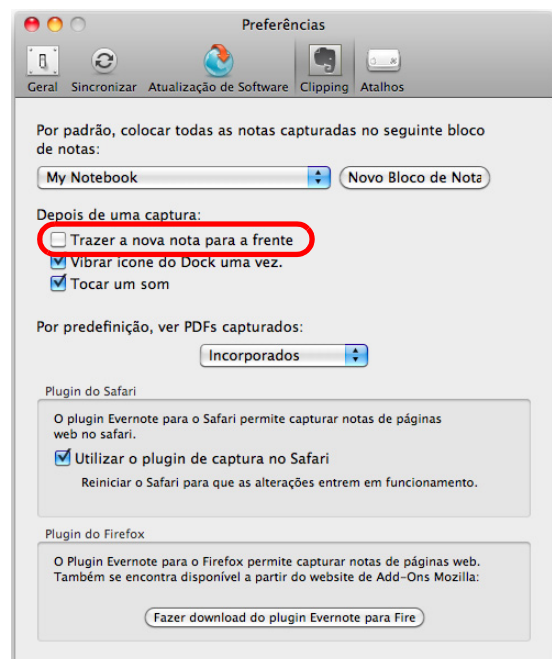 Preferências
Geral Sincronizar Atualização de Software Clipping Atalhos
Por padrão, colocar todas as notas capturadas no seguinte bloco
de notas:
My Notebook Novo Bloco de Nota
Depois de uma captura:
Trazer a nova nota para a frente
Vibrar ícone do Dock uma vez.
Tocar um som
Por predefinição, ver PDFs capturados:
Incorporados
Plugin do Safari
O plugin Evernote para o Safari permite capturar notas de páginas
web no safari.
Utilizar o plugin de captura no Safari
Reiniciar o Safari para que as alterações entrem em funcionamento.
Plugin do Firefox
O Plugin Evernote para o Firefox permite capturar notas de páginas web.
Também se encontra disponível a partir do website de Add-Ons Mozilla:
Fazer download do plugin Evernote para Fire